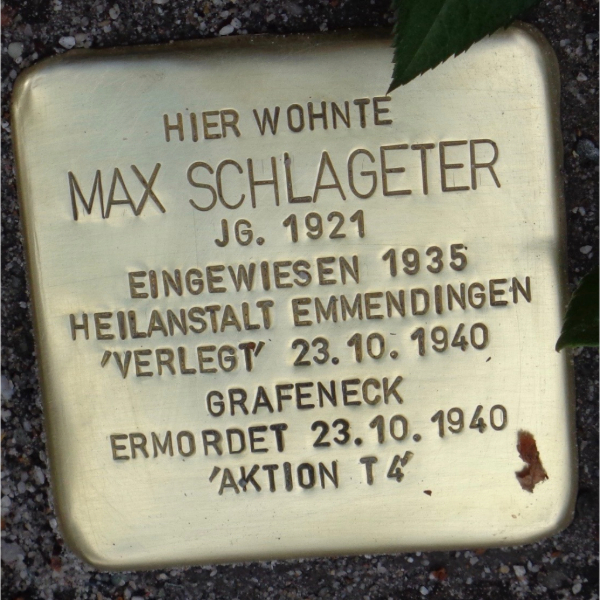 HIER WOHNTE
MAX SCHLAGETER
JG. 1921
EINGEWIESEN 1935
HEILANSTALT EMMENDINGEN
'VERLEGT' 23.10.1940
GRAFENECK
ERMORDET 23.10.1940
'AKTION T4'